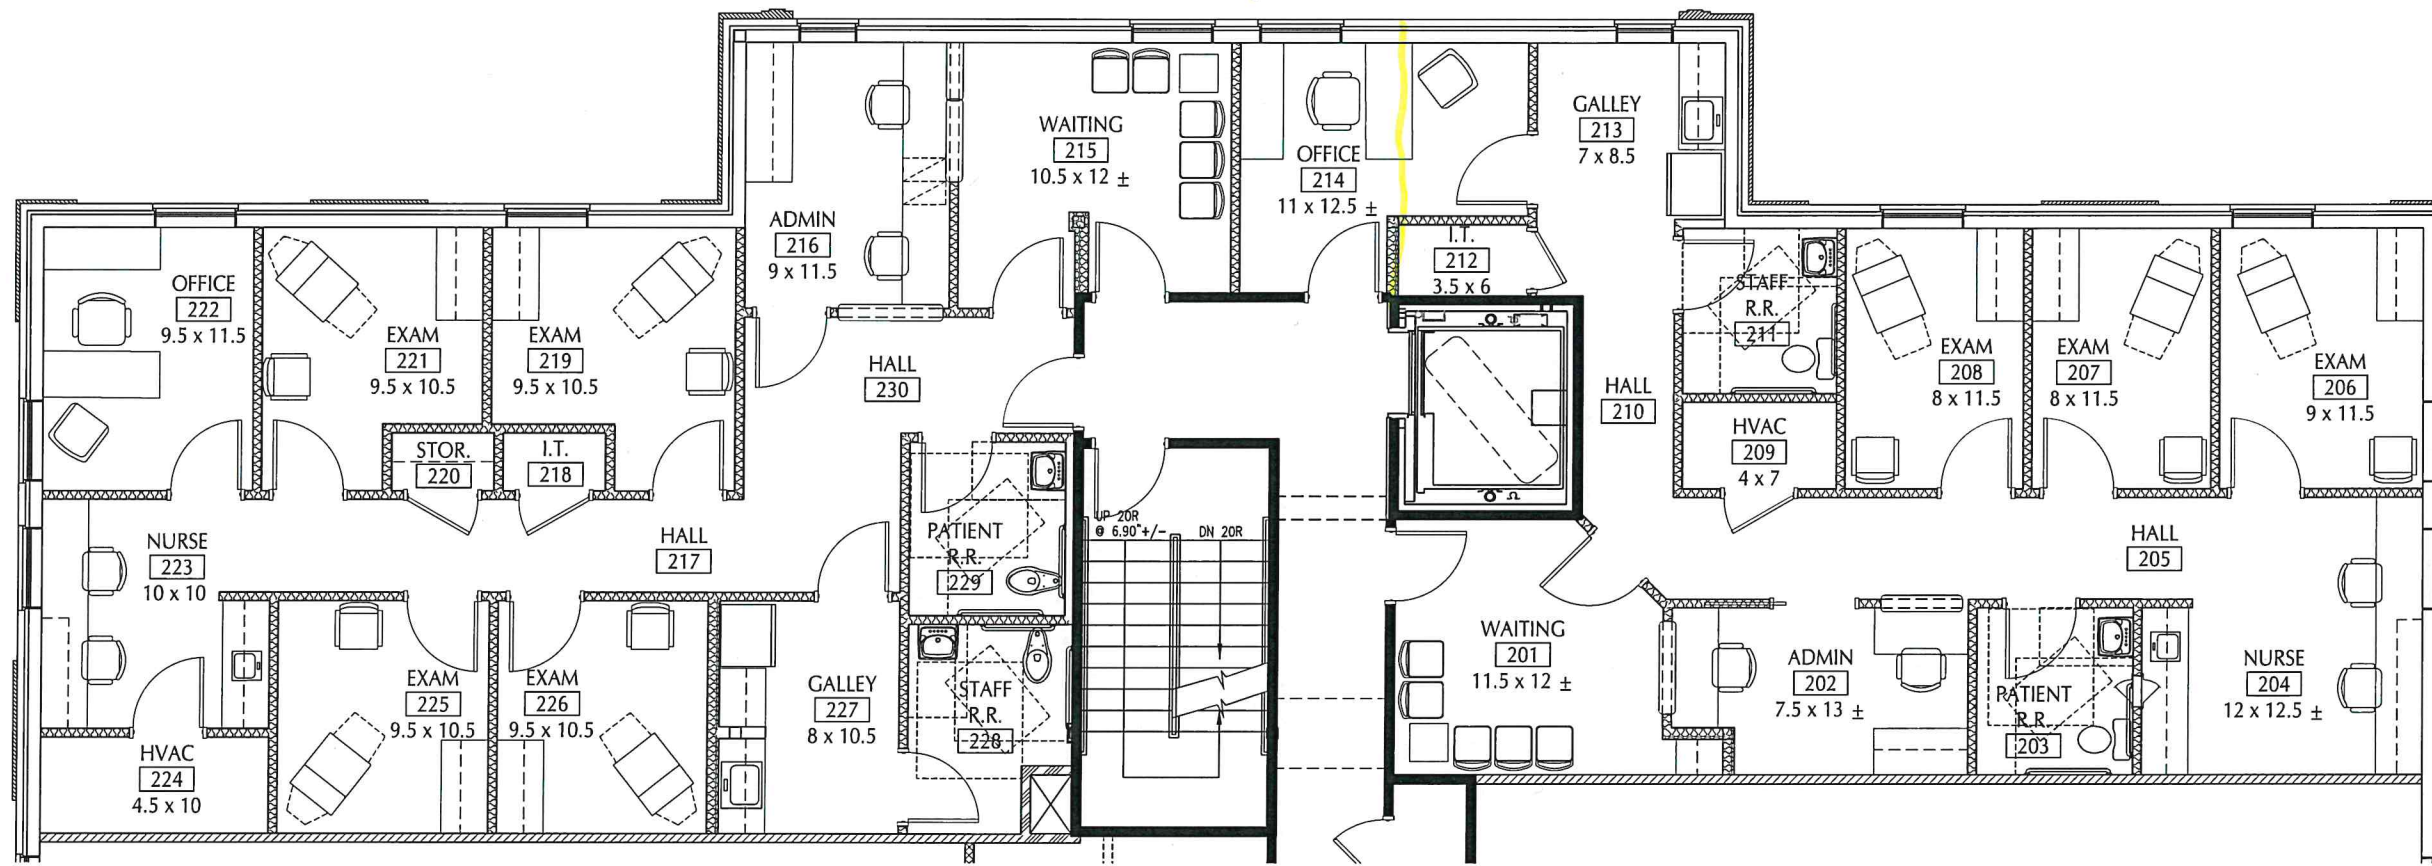 WAITING
215
10.5 x 12 ±
GALLEY
213
7 x 8.5
OFFICE
214
11 x 12.5 ±
ADMIN
216
9 x 11.5
I.T.
212
3.5 x 6
OFFICE
222
9.5 x 11.5
EXAM
221
9.5 x 10.5
EXAM
219
9.5 x 10.5
STAFF
R.R.
211
HALL
230
HALL
210
EXAM
208
8 x 11.5
EXAM
207
8 x 11.5
EXAM
206
9 x 11.5
STOR.
220
I.T.
218
HVAC
209
4 x 7
UP 20R
@ 6.90"+/-
DN 20R
NURSE
223
10 x 10
HALL
217
PATIENT
R.R.
229
HALL
205
WAITING
201
11.5 x 12 ±
ADMIN
202
7.5 x 13 ±
PATIENT
R.R.
203
NURSE
204
12 x 12.5 ±
EXAM
225
9.5 x 10.5
EXAM
226
9.5 x 10.5
GALLEY
227
8 x 10.5
STAFF
R.R.
228
HVAC
224
4.5 x 10